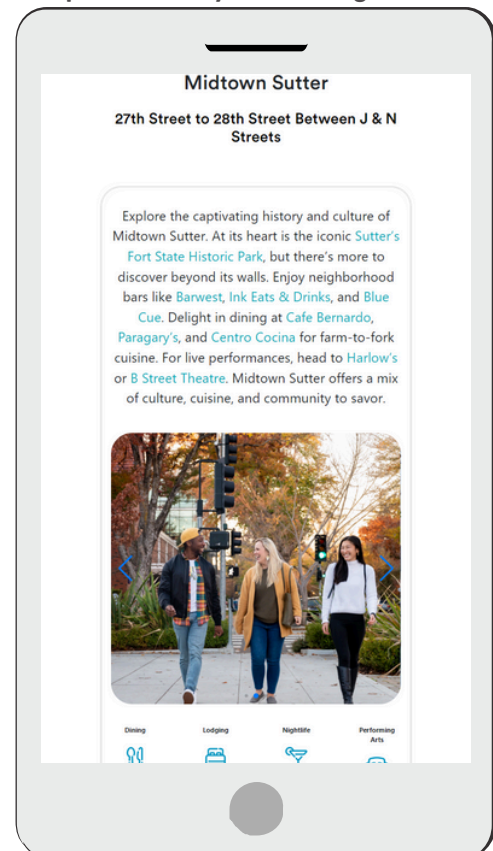 Midtown Sutter
27th Street to 28th Street Between J & N
Streets
Explore the captivating history and culture of
Midtown Sutter. At its heart is the iconic Sutter's
Fort State Historic Park, but there's more to
discover beyond its walls. Enjoy neighborhood
bars like Barwest, Ink Eats & Drinks, and Blue
Cue. Delight in dining at Cafe Bernardo,
Paragary's, and Centro Cocina for farm-to-fork
cuisine. For live performances, head to Harlow's
or B Street Theatre. Midtown Sutter offers a mix
of culture, cuisine, and community to savor.
Dining Lodging Nightlife Performing
Arts